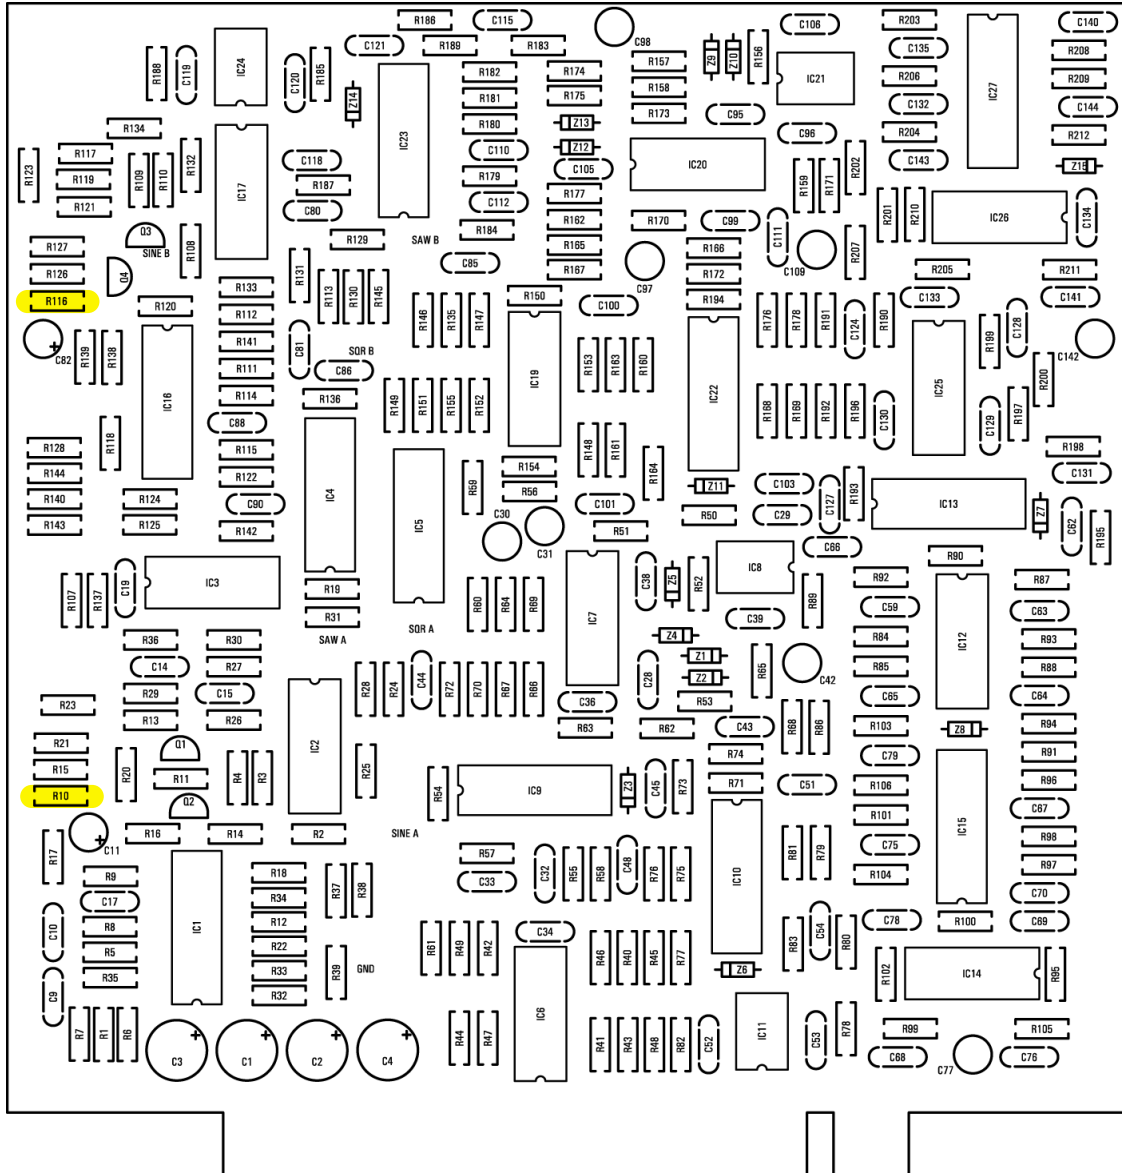 R186 C115 C106 R203 C140
C121 R189 R183 C98 C135 R208
R188 C119 IC24 C120 R185 R182 R174 R157 Z9 Z10 R156 IC21 R206 IC27 R209
Z14 IC23 R181 R175 R158 C132 C144
R134 R180 Z13 R173 C95 C96 R204 R212
R123 R117 R109 R110 R132 IC17 C118 C110 Z12 IC20 R202 C143 Z15
R119 R187 R179 C105 R159 R171
R121 C80 C112 R177 R201 R210 IC26 C134
Q3 R129 SAW B R184 R162 R170 C99 C111
R127 SINE B R108 R165 R166 C109 R207
R126 Q4 R131 C85 R167 C97 R172 R205 R211
R116 R120 R133 R113 R130 R145 R150 C100 R194 C133 C141
R112 R146 R135 R147 R176 R178 R191 C124 R190 C128
C82 R139 R138 IC16 R141 C81 SQR B IC19 R153 R163 R160 IC22 IC25 R199 C142
R111 C86 R200
R114 R136 R149 R151 R155 R152 R168 R169 R192 R196 C130 C129 R197
C88
R128 R118 R115 R148 R161 R198
R144 R122 IC4 R59 R154 R164 Z11 C103 R193 C131
R140 R124 C90 IC5 R56 C101 C29 C127 IC13 Z7 C62
R143 R125 R142 C30 C31 R51 R50 R195
C66 R90
R107 R137 C19 IC3 R19 IC7 C38 Z5 R52 IC8 R89 R92 R87
R31 R60 R64 R69 C39 C59 IC12 C63
R36 R30 SAW A SQR A Z4 R84 R93
C14 R27 Z1 R65 C42 R85 R88
R29 C15 R28 R24 C44 R72 R70 R67 R66 C28 Z2 C65 C64
R23 R13 R26 C36 R53
R21 Q1 IC2 R63 R62 C43 R68 R86 R103 Z8 R94
R15 R20 R11 R4 R3 R25 R74 C79 R91
R10 Q2 R54 IC9 Z3 C45 R73 R71 C51 R106 R96
C11 R16 R14 R2 SINE A R101 IC15 C67
R17 R57 R81 R79 C75 R98
R9 R18 R37 R38 C33 C32 R55 R58 C48 R76 R75 IC10 R104 R97
C17 R34 C70
C10 R8 IC1 R12 R61 R49 R42 C34 R83 C54 R80 C78 R100 C69
R5 R22 R46 R40 R45 R77
R35 R33 R39 GND Z6 R102 IC14 R95
C9 R32
R7 R1 R6 R44 R47 IC6 R41 R43 R48 R82 C52 IC11 C53 R78 R99 R105
C3 C1 C2 C4 C68 C77 C76